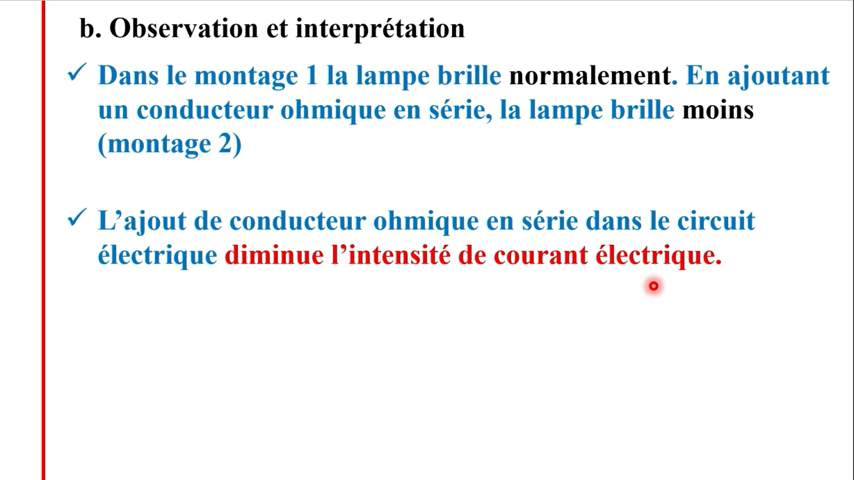 b. Observation et interprétation
✓ Dans le montage 1 la lampe brille normalement. En ajoutant
un conducteur ohmique en série, la lampe brille moins
(montage 2)
✓ L’ajout de conducteur ohmique en série dans le circuit
électrique diminue l’intensité de courant électrique.